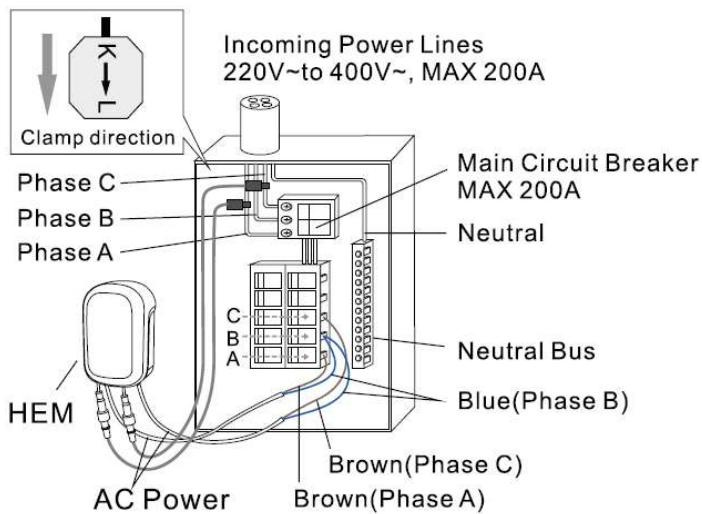 K
L
Clamp direction
Incoming Power Lines
220V~to 400V~, MAX 200A
Phase C
Phase B
Phase A
Main Circuit Breaker
MAX 200A
Neutral
C
B
A
Neutral Bus
HEM
Blue(Phase B)
Brown(Phase C)
AC Power
Brown(Phase A)